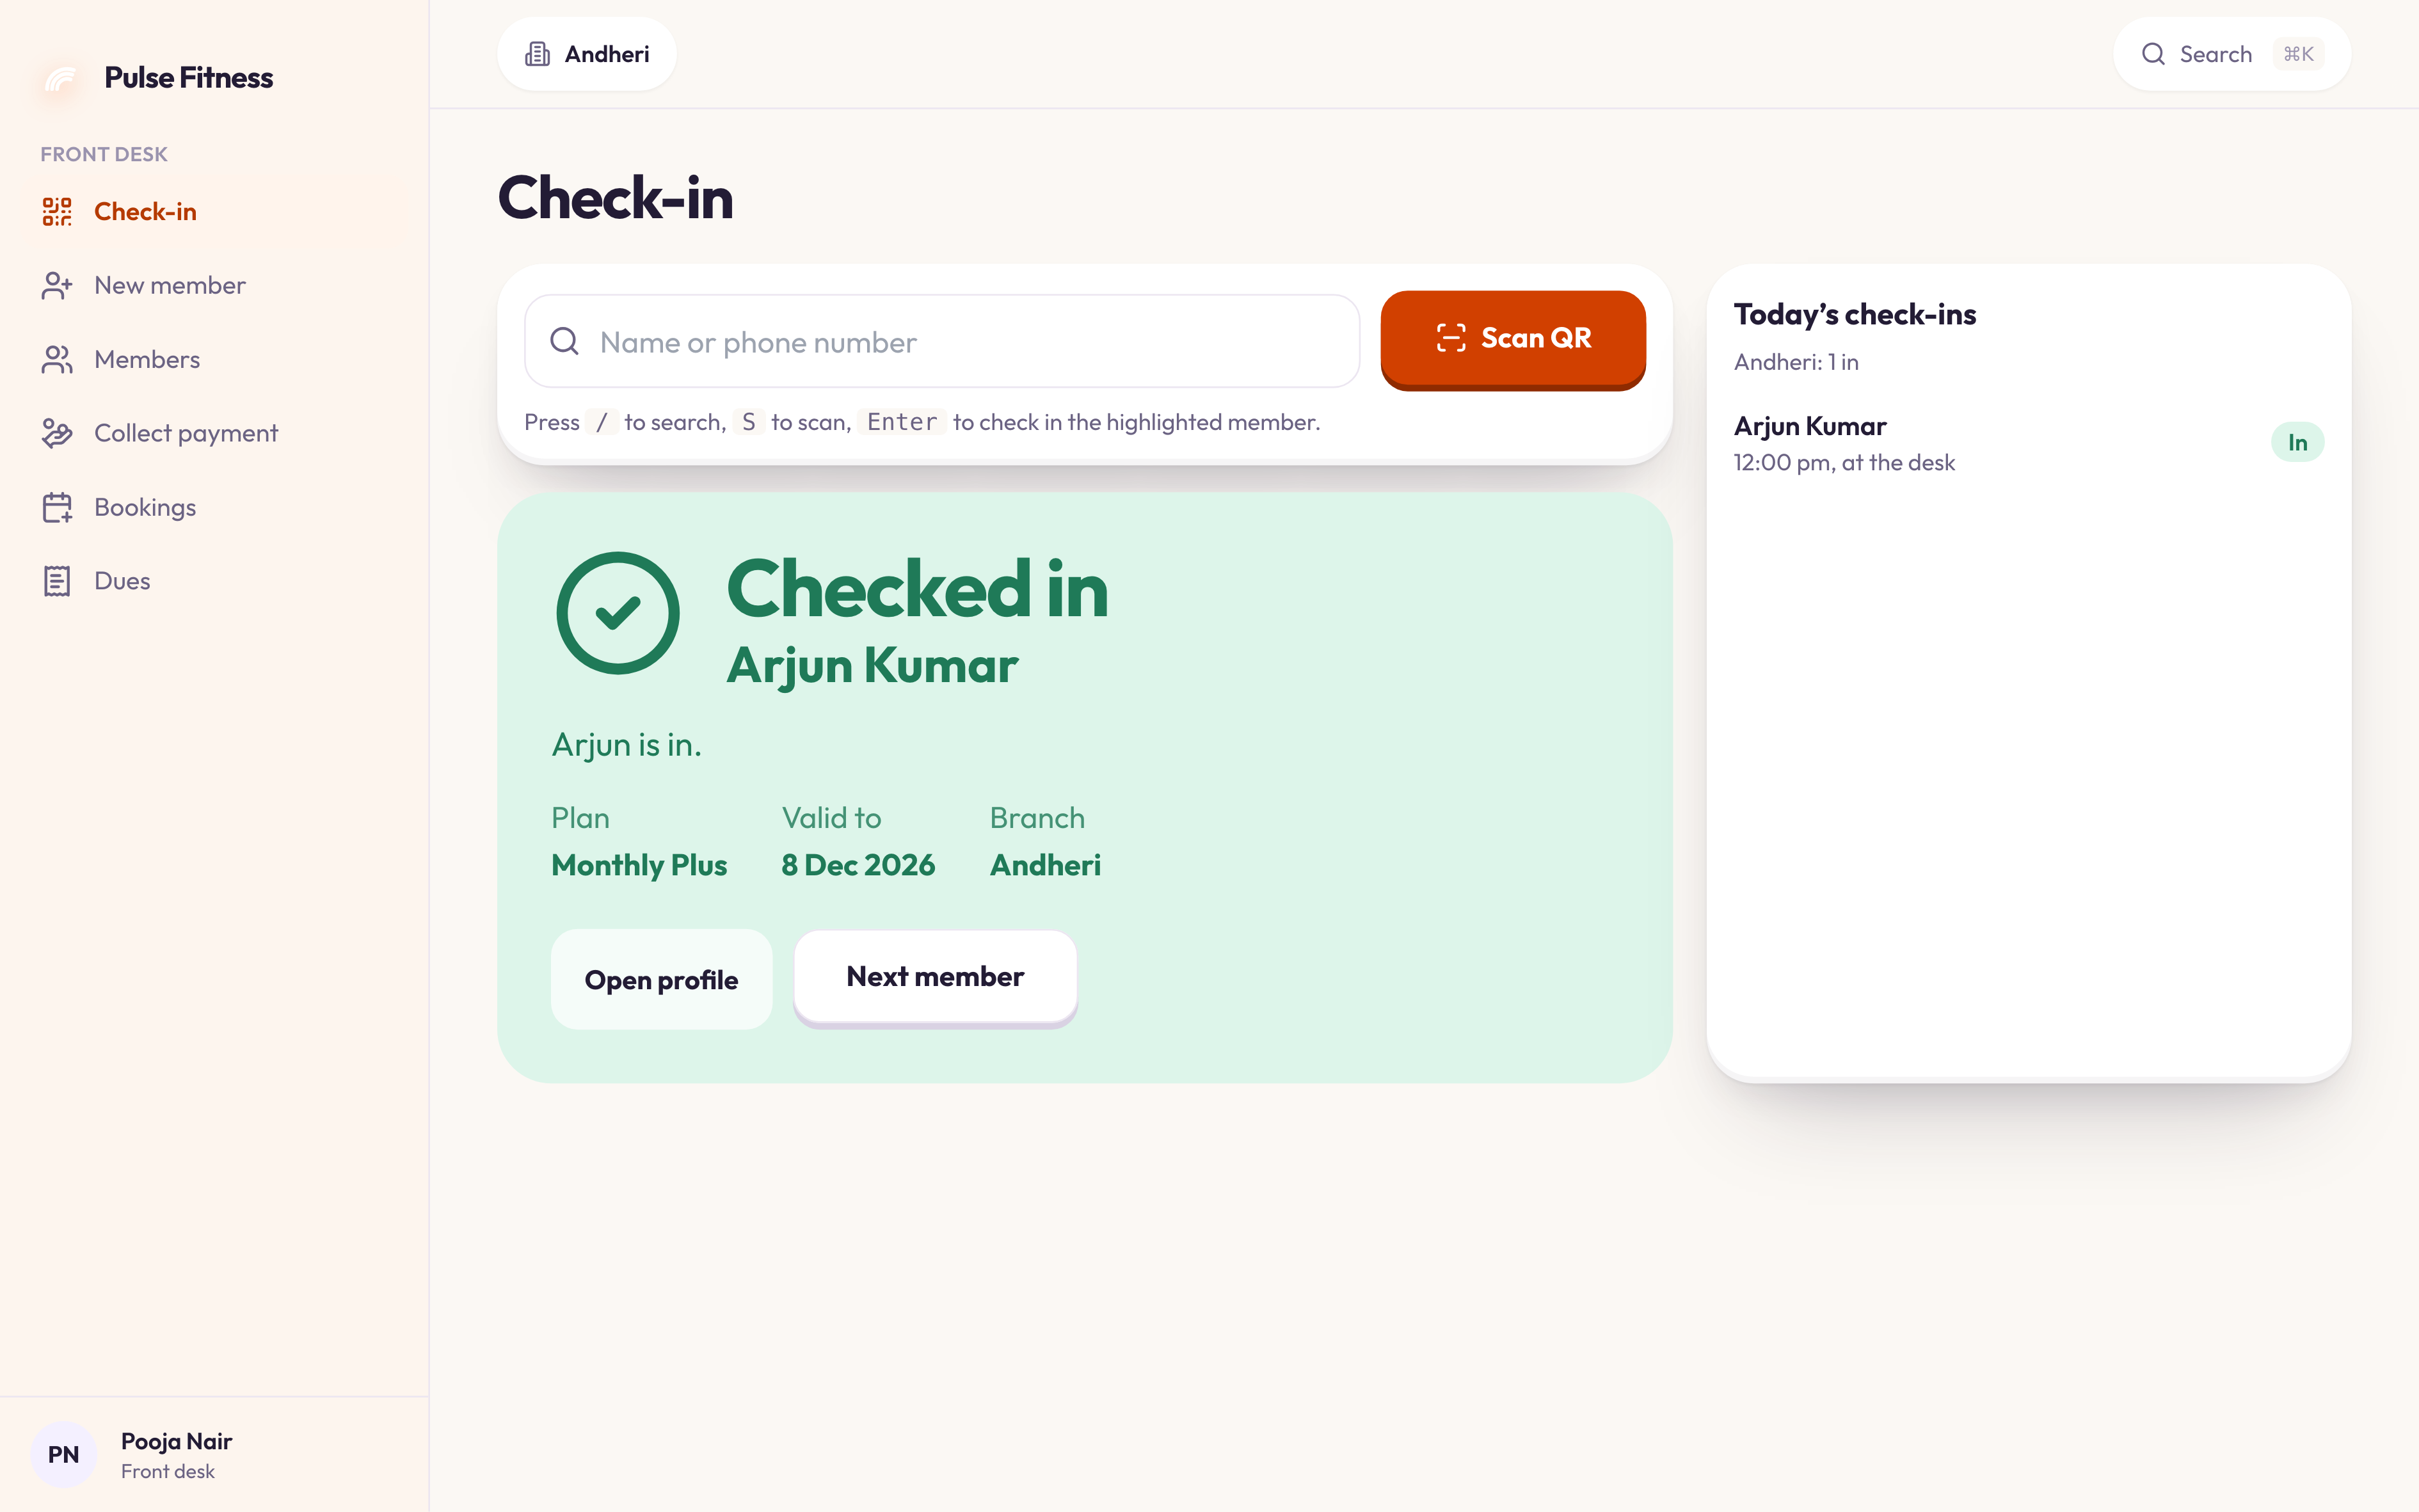 Pulse Fitness
FRONT DESK
Check-in
New member
Members
Collect payment
Bookings
Dues
PN
Pooja Nair
Front desk
Andheri
Search ⌘K
Check-in
Name or phone number
Scan QR
Press / to search, S to scan, Enter to check in the highlighted member.
Checked in
Arjun Kumar
Arjun is in.
Plan Valid to Branch
Monthly Plus 8 Dec 2026 Andheri
Open profile Next member
Today’s check-ins
Andheri: 1 in
Arjun Kumar
12:00 pm, at the desk
In